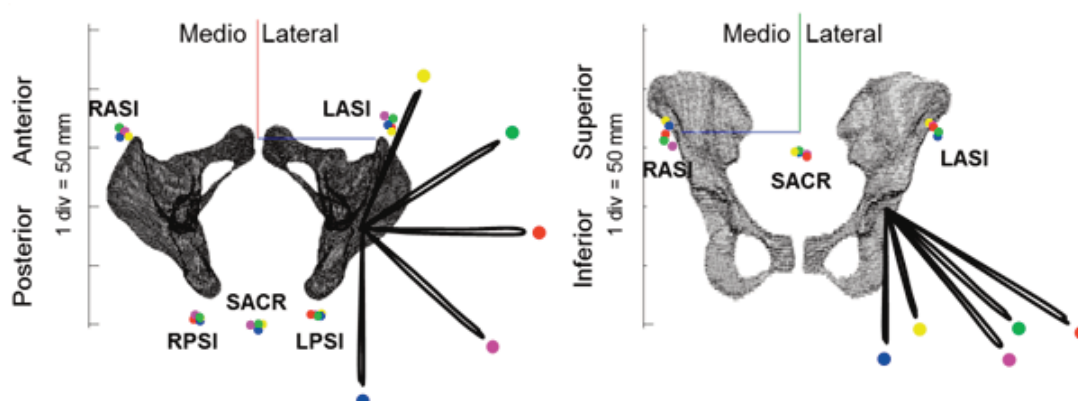 Medio Lateral
Anterior
Posterior
1 div = 50 mm
RASI
LASI
SACR
RPSI
LPSI
Medio Lateral
Superior
Inferior
1 div = 50 mm
RASI
LASI
SACR